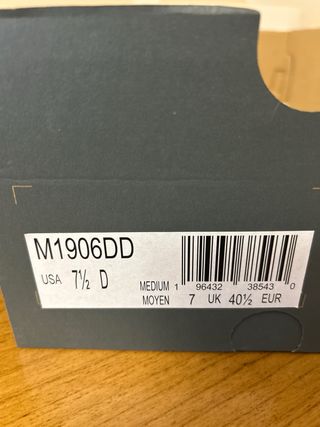 M1906DD
USA 7½ D
MEDIUM 1 96432 38543 0
MOYEN 7 UK 40½ EUR